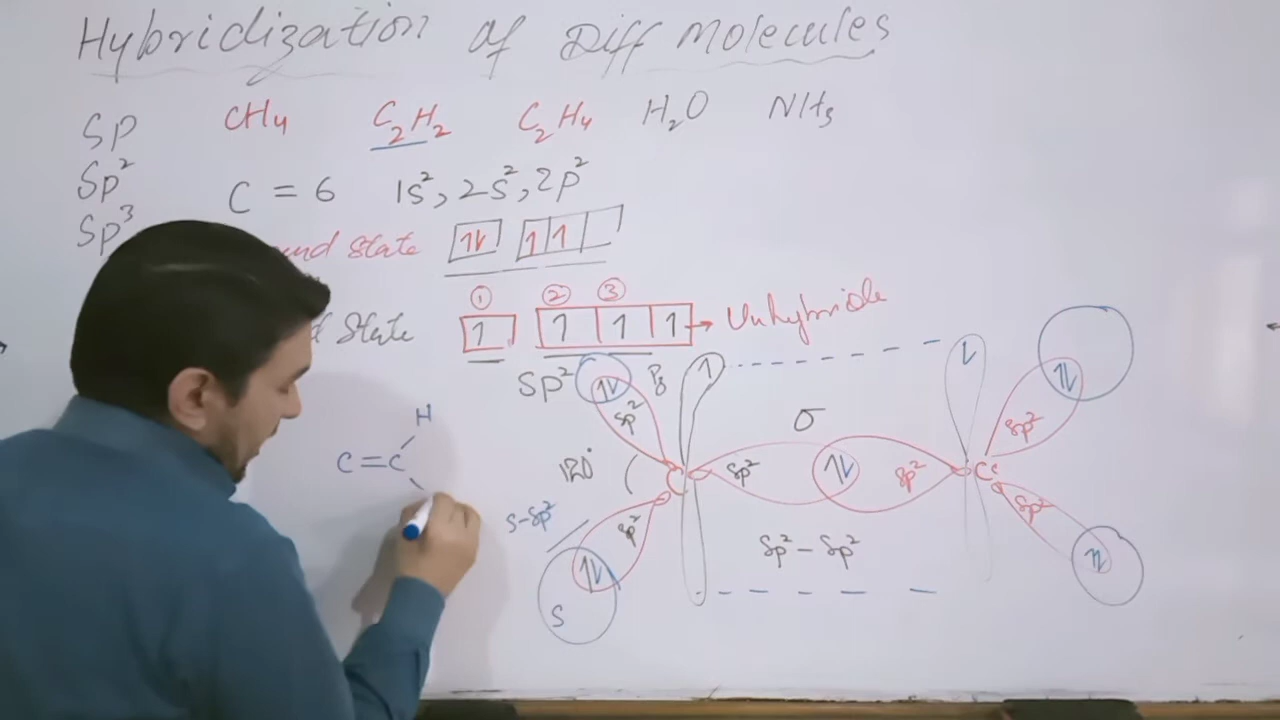 Hybridization of Diff molecules
SP CH4 C2H2 C2H4 H2O NH3
Sp²
C = 6 1s², 2s², 2p²
Sp³
und State 1⇂ 1 1
① ② ③
State 1 1 1 1 → Unhybride
SP² 1⇂ 1 1 1⇂
sp² sp²
H σ
120°
C=C C sp² 1⇂ sp² C
s-sp² sp² sp²
sp² - sp²
1⇂ 1⇂
S